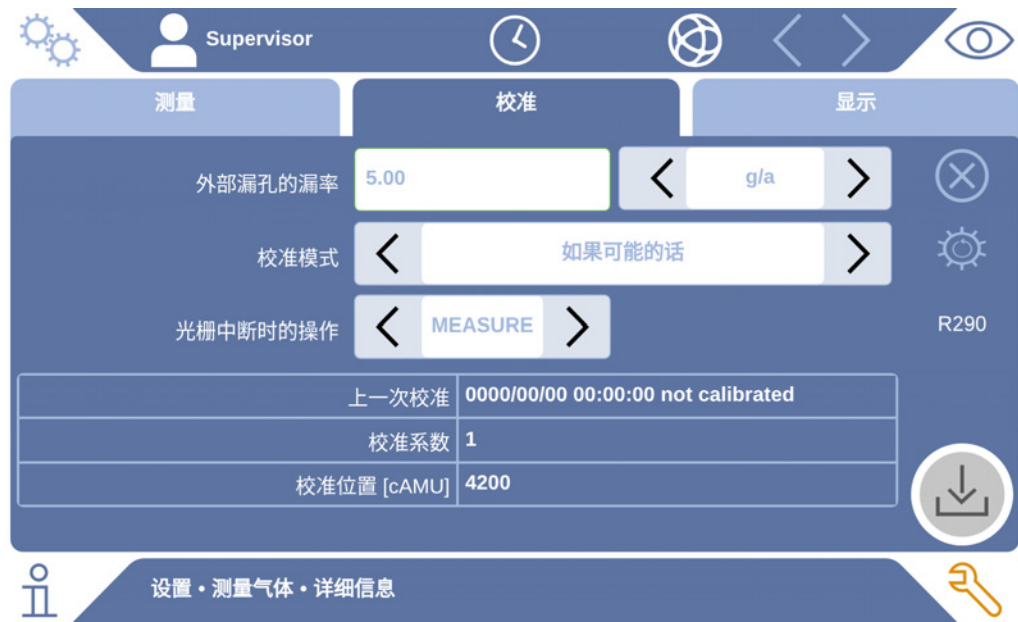 Supervisor
测量 校准 显示
外部漏孔的漏率 5.00 g/a
校准模式 如果可能的话
光栅中断时的操作 MEASURE R290
上一次校准 0000/00/00 00:00:00 not calibrated
校准系数 1
校准位置 [cAMU] 4200
设置 • 测量气体 • 详细信息